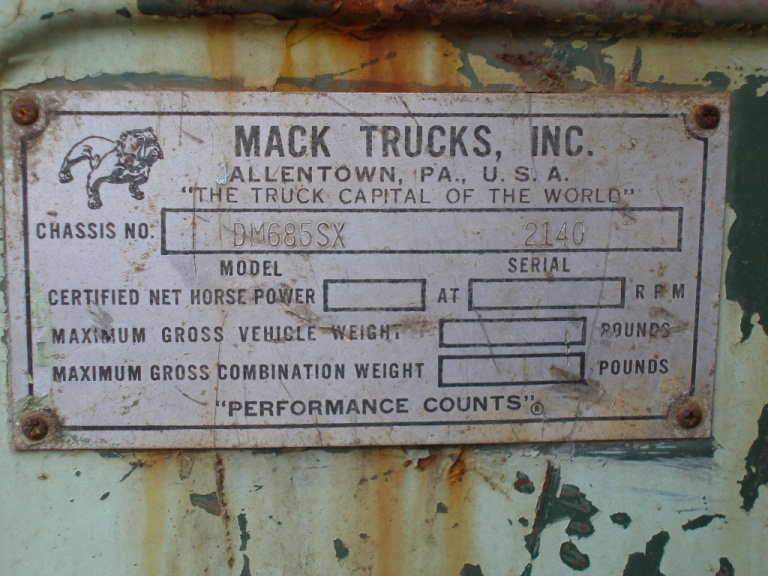 MACK TRUCKS, INC.
ALLENTOWN, PA., U.S.A.
"THE TRUCK CAPITAL OF THE WORLD"
CHASSIS NO. DM685SX 2140
MODEL SERIAL
CERTIFIED NET HORSE POWER AT RPM
MAXIMUM GROSS VEHICLE WEIGHT POUNDS
MAXIMUM GROSS COMBINATION WEIGHT POUNDS
"PERFORMANCE COUNTS"®